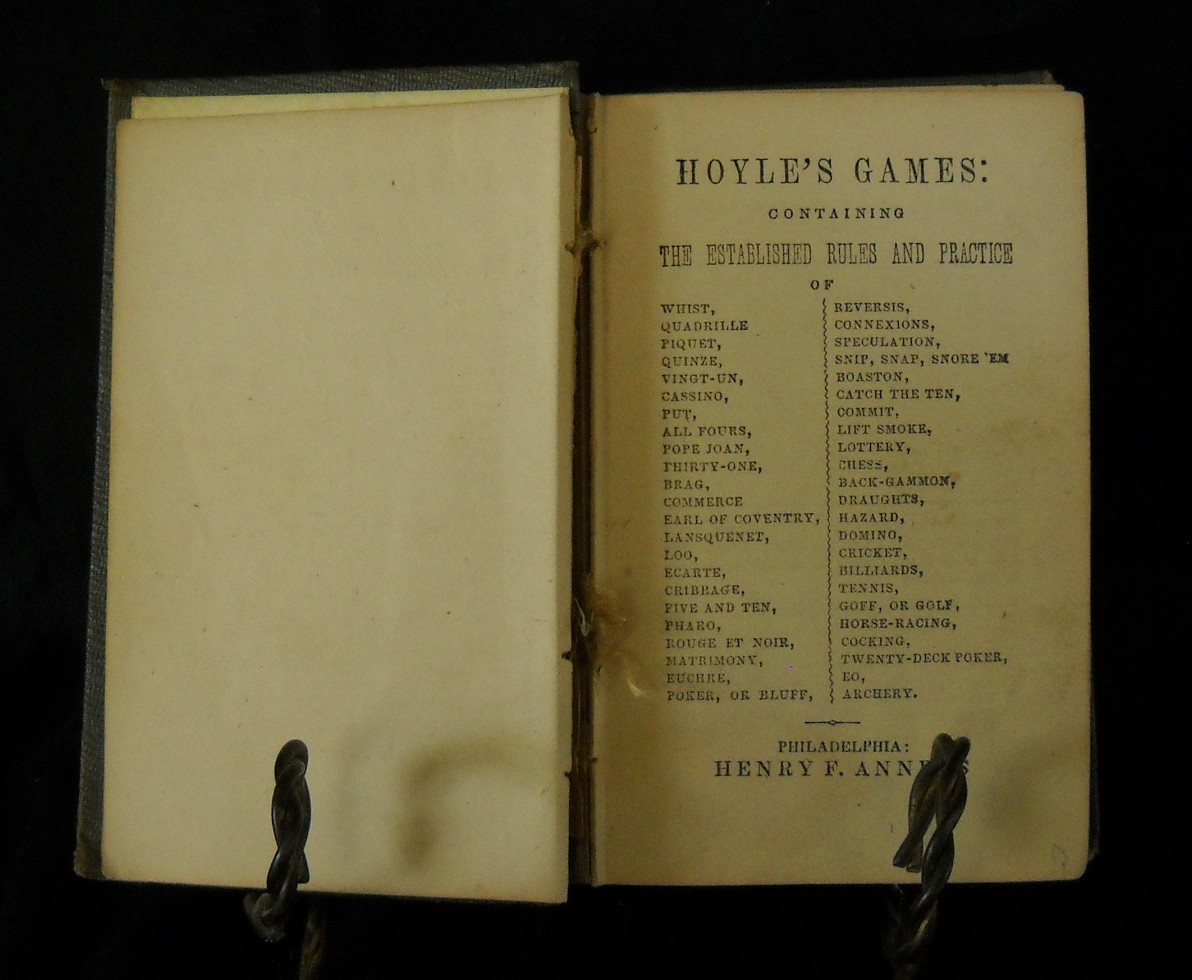 HOYLE'S GAMES:
CONTAINING
THE ESTABLISHED RULES AND PRACTICE
OF
WHIST,
QUADRILLE
PIQUET,
QUINZE,
VINGT-UN,
CASSINO,
PUT,
ALL FOURS,
POPE JOAN,
THIRTY-ONE,
BRAG,
COMMERCE
EARL OF COVENTRY,
LANSQUENET,
LOO,
ECARTE,
CRIBBAGE,
FIVE AND TEN,
PHARO,
ROUGE ET NOIR,
MATRIMONY,
EUCHRE,
POKER, OR BLUFF,
REVERSIS,
CONNEXIONS,
SPECULATION,
SNIP, SNAP, SNORE 'EM
BOASTON,
CATCH THE TEN,
COMMIT,
LIFT SMOKE,
LOTTERY,
CHESS,
BACK-GAMMON,
DRAUGHTS,
HAZARD,
DOMINO,
CRICKET,
BILLIARDS,
TENNIS,
GOFF, OR GOLF,
HORSE-RACING,
COCKING,
TWENTY-DECK POKER,
EO,
ARCHERY.
PHILADELPHIA:
HENRY F.